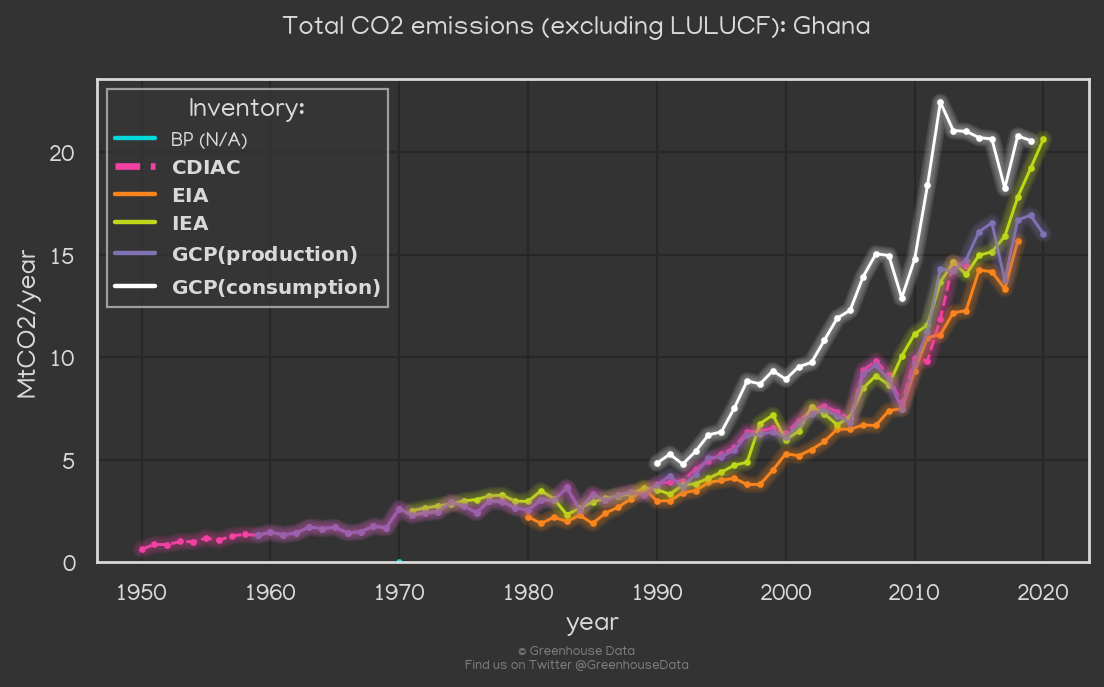 Total CO2 emissions (excluding LULUCF): Ghana
Inventory:
BP (N/A)
CDIAC
EIA
IEA
GCP(production)
GCP(consumption)
MtCO2/year
20
15
10
5
0
1950 1960 1970 1980 1990 2000 2010 2020
year
© Greenhouse Data
Find us on Twitter @GreenhouseData